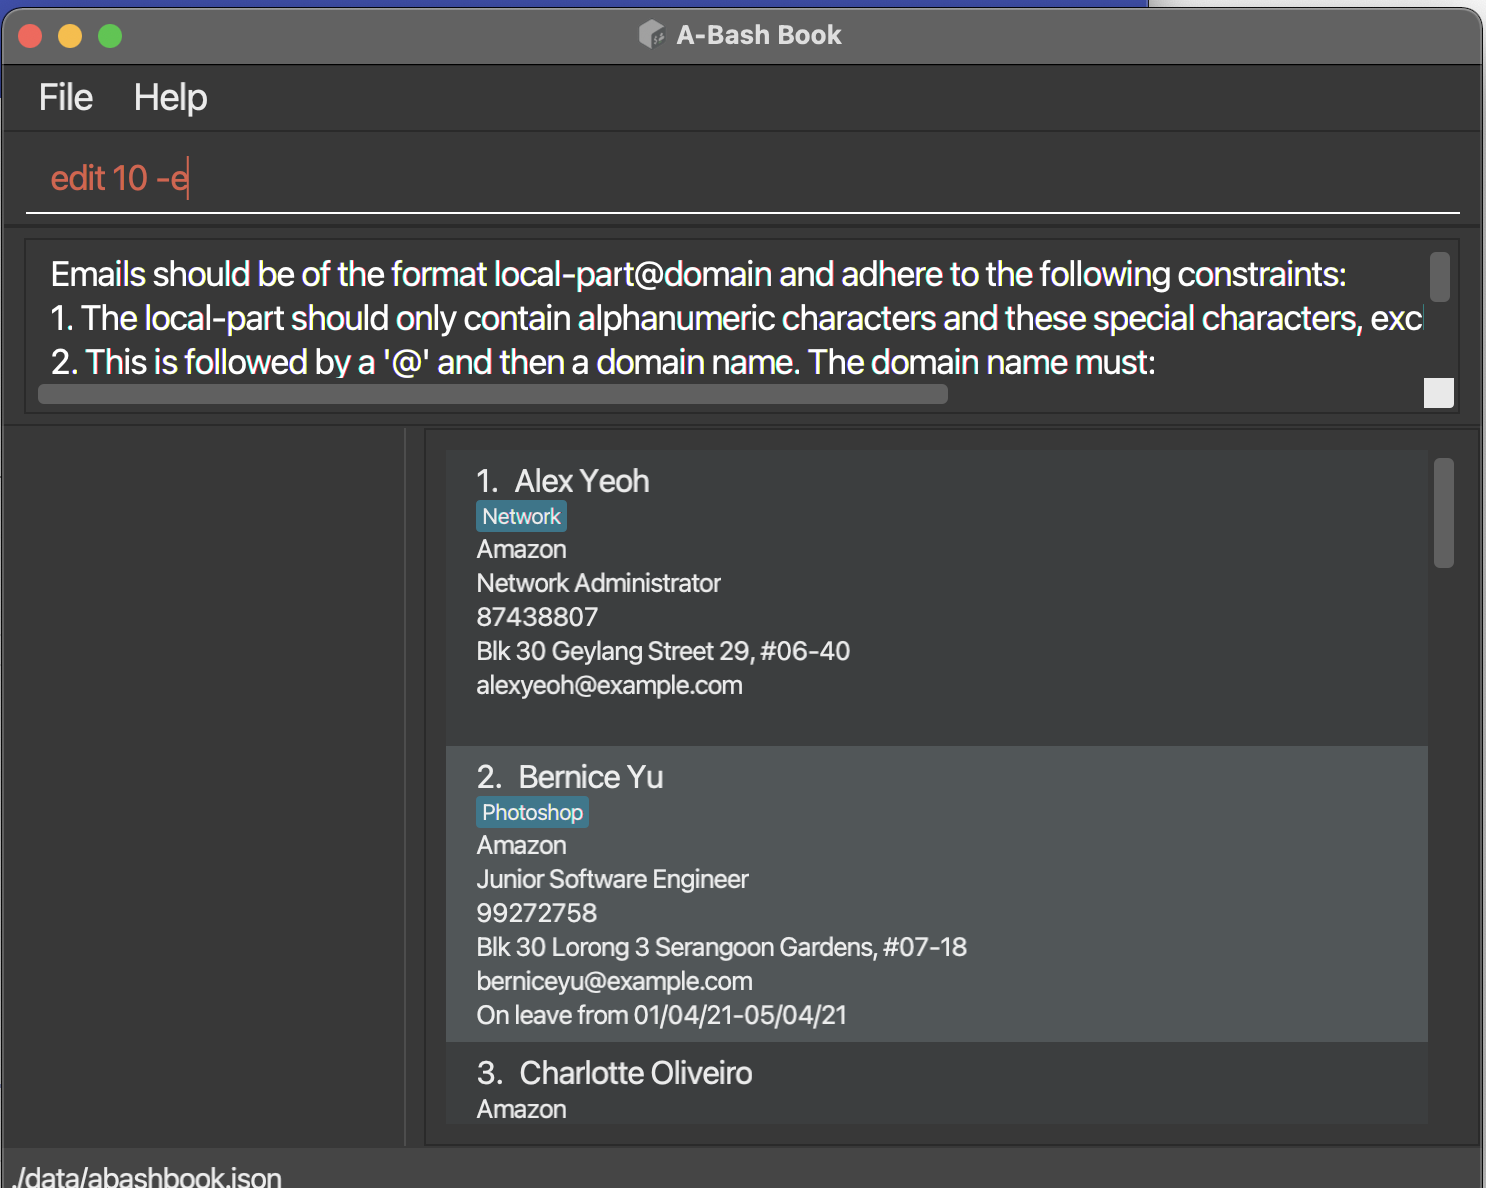 A-Bash Book
File Help
edit 10 -e
Emails should be of the format local-part@domain and adhere to the following constraints:
1. The local-part should only contain alphanumeric characters and these special characters, exc
2. This is followed by a '@' and then a domain name. The domain name must:
1. Alex Yeoh
Network
Amazon
Network Administrator
87438807
Blk 30 Geylang Street 29, #06-40
alexyeoh@example.com
2. Bernice Yu
Photoshop
Amazon
Junior Software Engineer
99272758
Blk 30 Lorong 3 Serangoon Gardens, #07-18
berniceyu@example.com
On leave from 01/04/21-05/04/21
3. Charlotte Oliveiro
Amazon
./data/abashbook.json